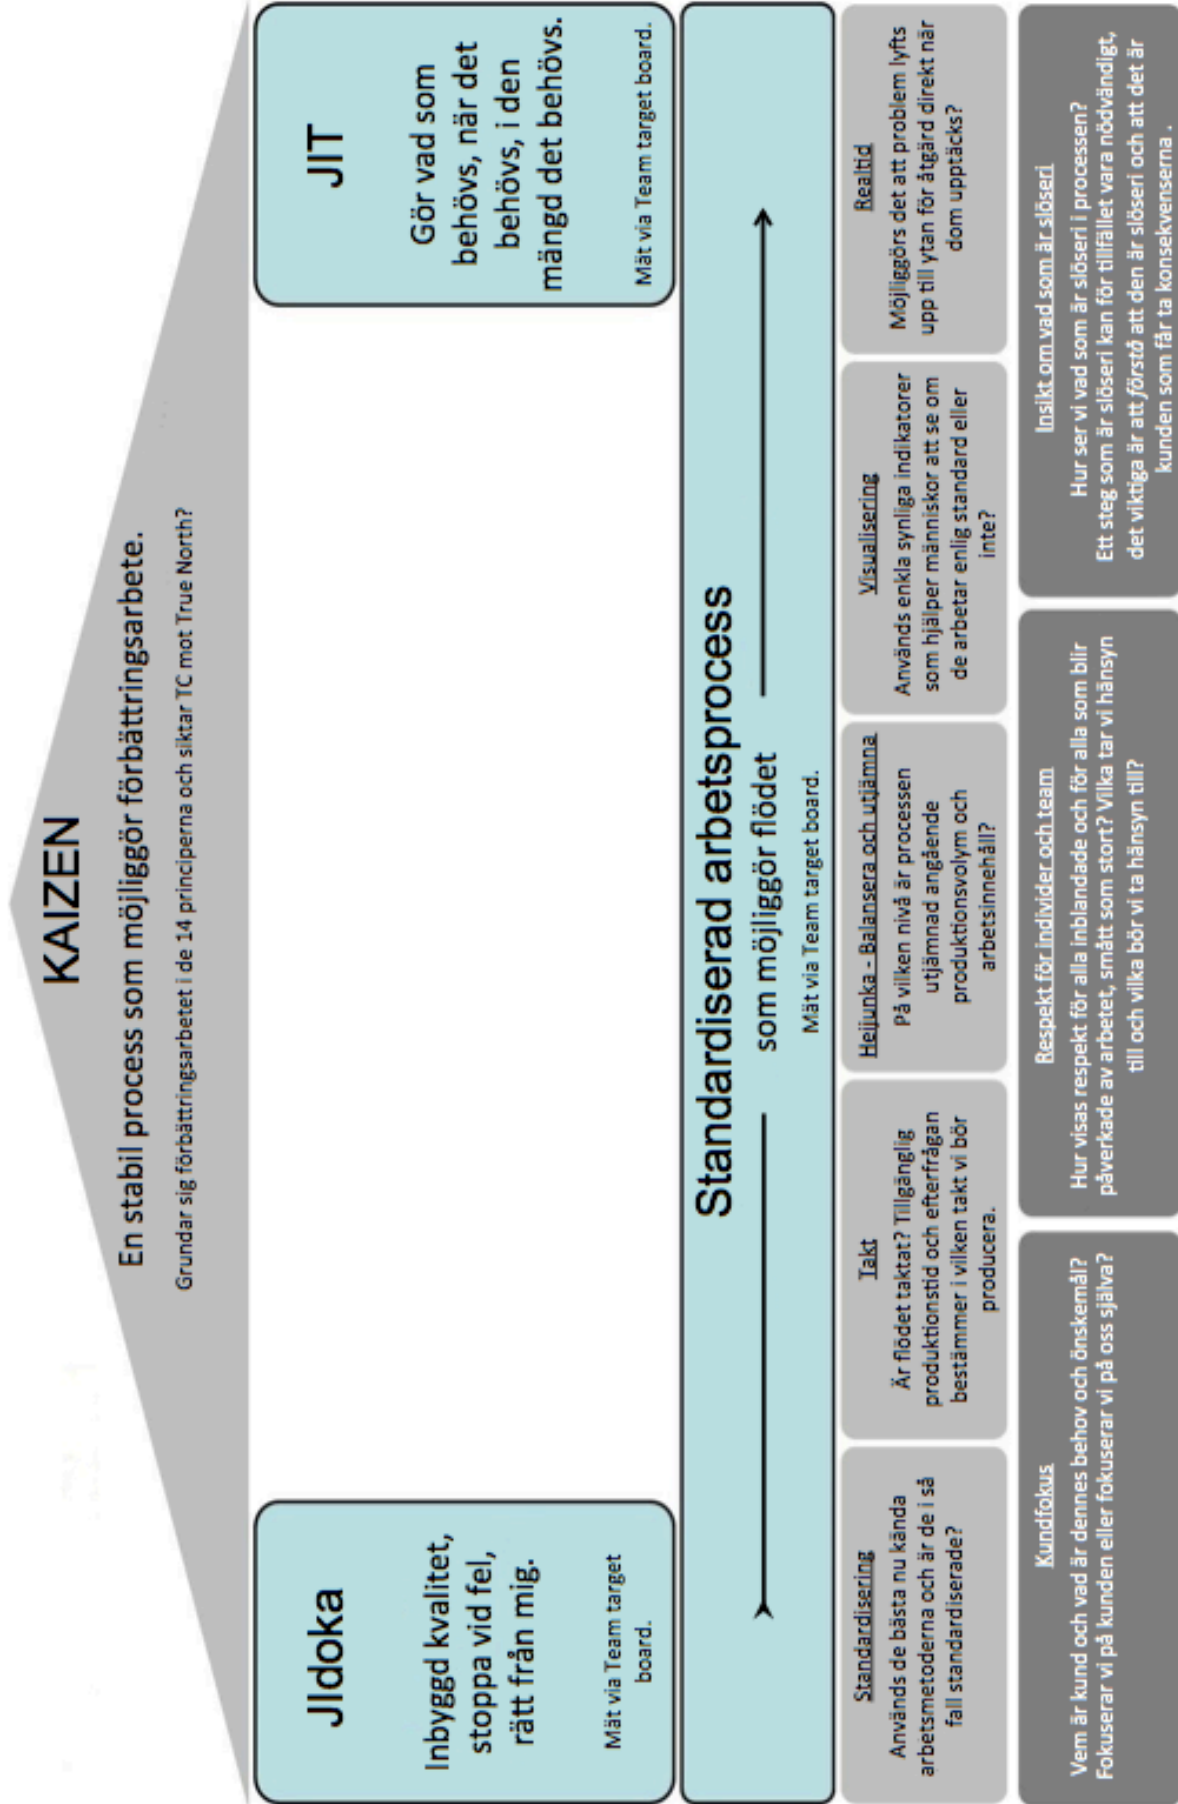 KAIZEN
En stabil process som möjliggör förbättringsarbete.
Grundar sig förbättringsarbetet i de 14 principerna och siktar TC mot True North?
JIdoka
Inbyggd kvalitet,
stoppa vid fel,
rätt från mig.
Mät via Team target
board.
JIT
Gör vad som
behövs, när det
behövs, i den
mängd det behövs.
Mät via Team target board.
Standardiserad arbetsprocess
som möjliggör flödet
Mät via Team target board.
Standardisering
Används de bästa nu kända
arbetsmetoderna och är de i så
fall standardiserade?
Takt
Är flödet taktat? Tillgänglig
produktionstid och efterfrågan
bestämmer i vilken takt vi bör
producera.
Heijunka - Balansera och utjämna
På vilken nivå är processen
utjämnad angående
produktionsvolym och
arbetsinnehåll?
Visualisering
Används enkla synliga indikatorer
som hjälper människor att se om
de arbetar enlig standard eller
inte?
Realtid
Möjliggörs det att problem lyfts
upp till ytan för åtgärd direkt när
dom upptäcks?
Kundfokus
Vem är kund och vad är dennes behov och önskemål?
Fokuserar vi på kunden eller fokuserar vi på oss själva?
Respekt för individer och team
Hur visas respekt för alla inblandade och för alla som blir
påverkade av arbetet, smått som stort? Vilka tar vi hänsyn
till och vilka bör vi ta hänsyn till?
Insikt om vad som är slöseri
Hur ser vi vad som är slöseri i processen?
Ett steg som är slöseri kan för tillfället vara nödvändigt,
det viktiga är att förstå att den är slöseri och att det är
kunden som får ta konsekvenserna .